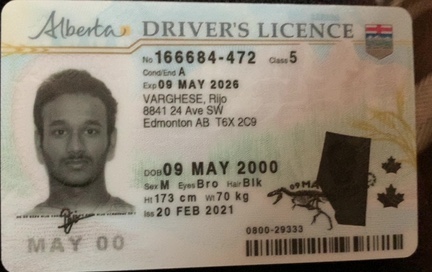 Alberta DRIVER'S LICENCE
No 166684-472 Class 5
Cond/End A
Exp 09 MAY 2026
VARGHESE, Rijo
8841 24 Ave SW
Edmonton AB T6X 2C9
DOB 09 MAY 2000
Sex M Eyes Bro Hair Blk
Ht 173 cm Wt 70 kg
Iss 20 FEB 2021
09 MA
MAY 00
0800-29333